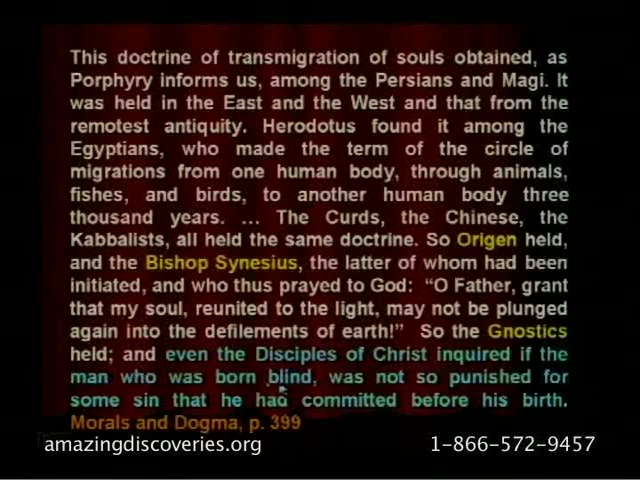 This doctrine of transmigration of souls obtained, as
Porphyry informs us, among the Persians and Magi. It
was held in the East and the West and that from the
remotest antiquity. Herodotus found it among the
Egyptians, who made the term of the circle of
migrations from one human body, through animals,
fishes, and birds, to another human body three
thousand years. ... The Curds, the Chinese, the
Kabbalists, all held the same doctrine. So Origen held,
and the Bishop Synesius, the latter of whom had been
initiated, and who thus prayed to God: "O Father, grant
that my soul, reunited to the light, may not be plunged
again into the defilements of earth!" So the Gnostics
held; and even the Disciples of Christ inquired if the
man who was born blind, was not so punished for
some sin that he had committed before his birth.
Morals and Dogma, p. 399
amazingdiscoveries.org 1-866-572-9457